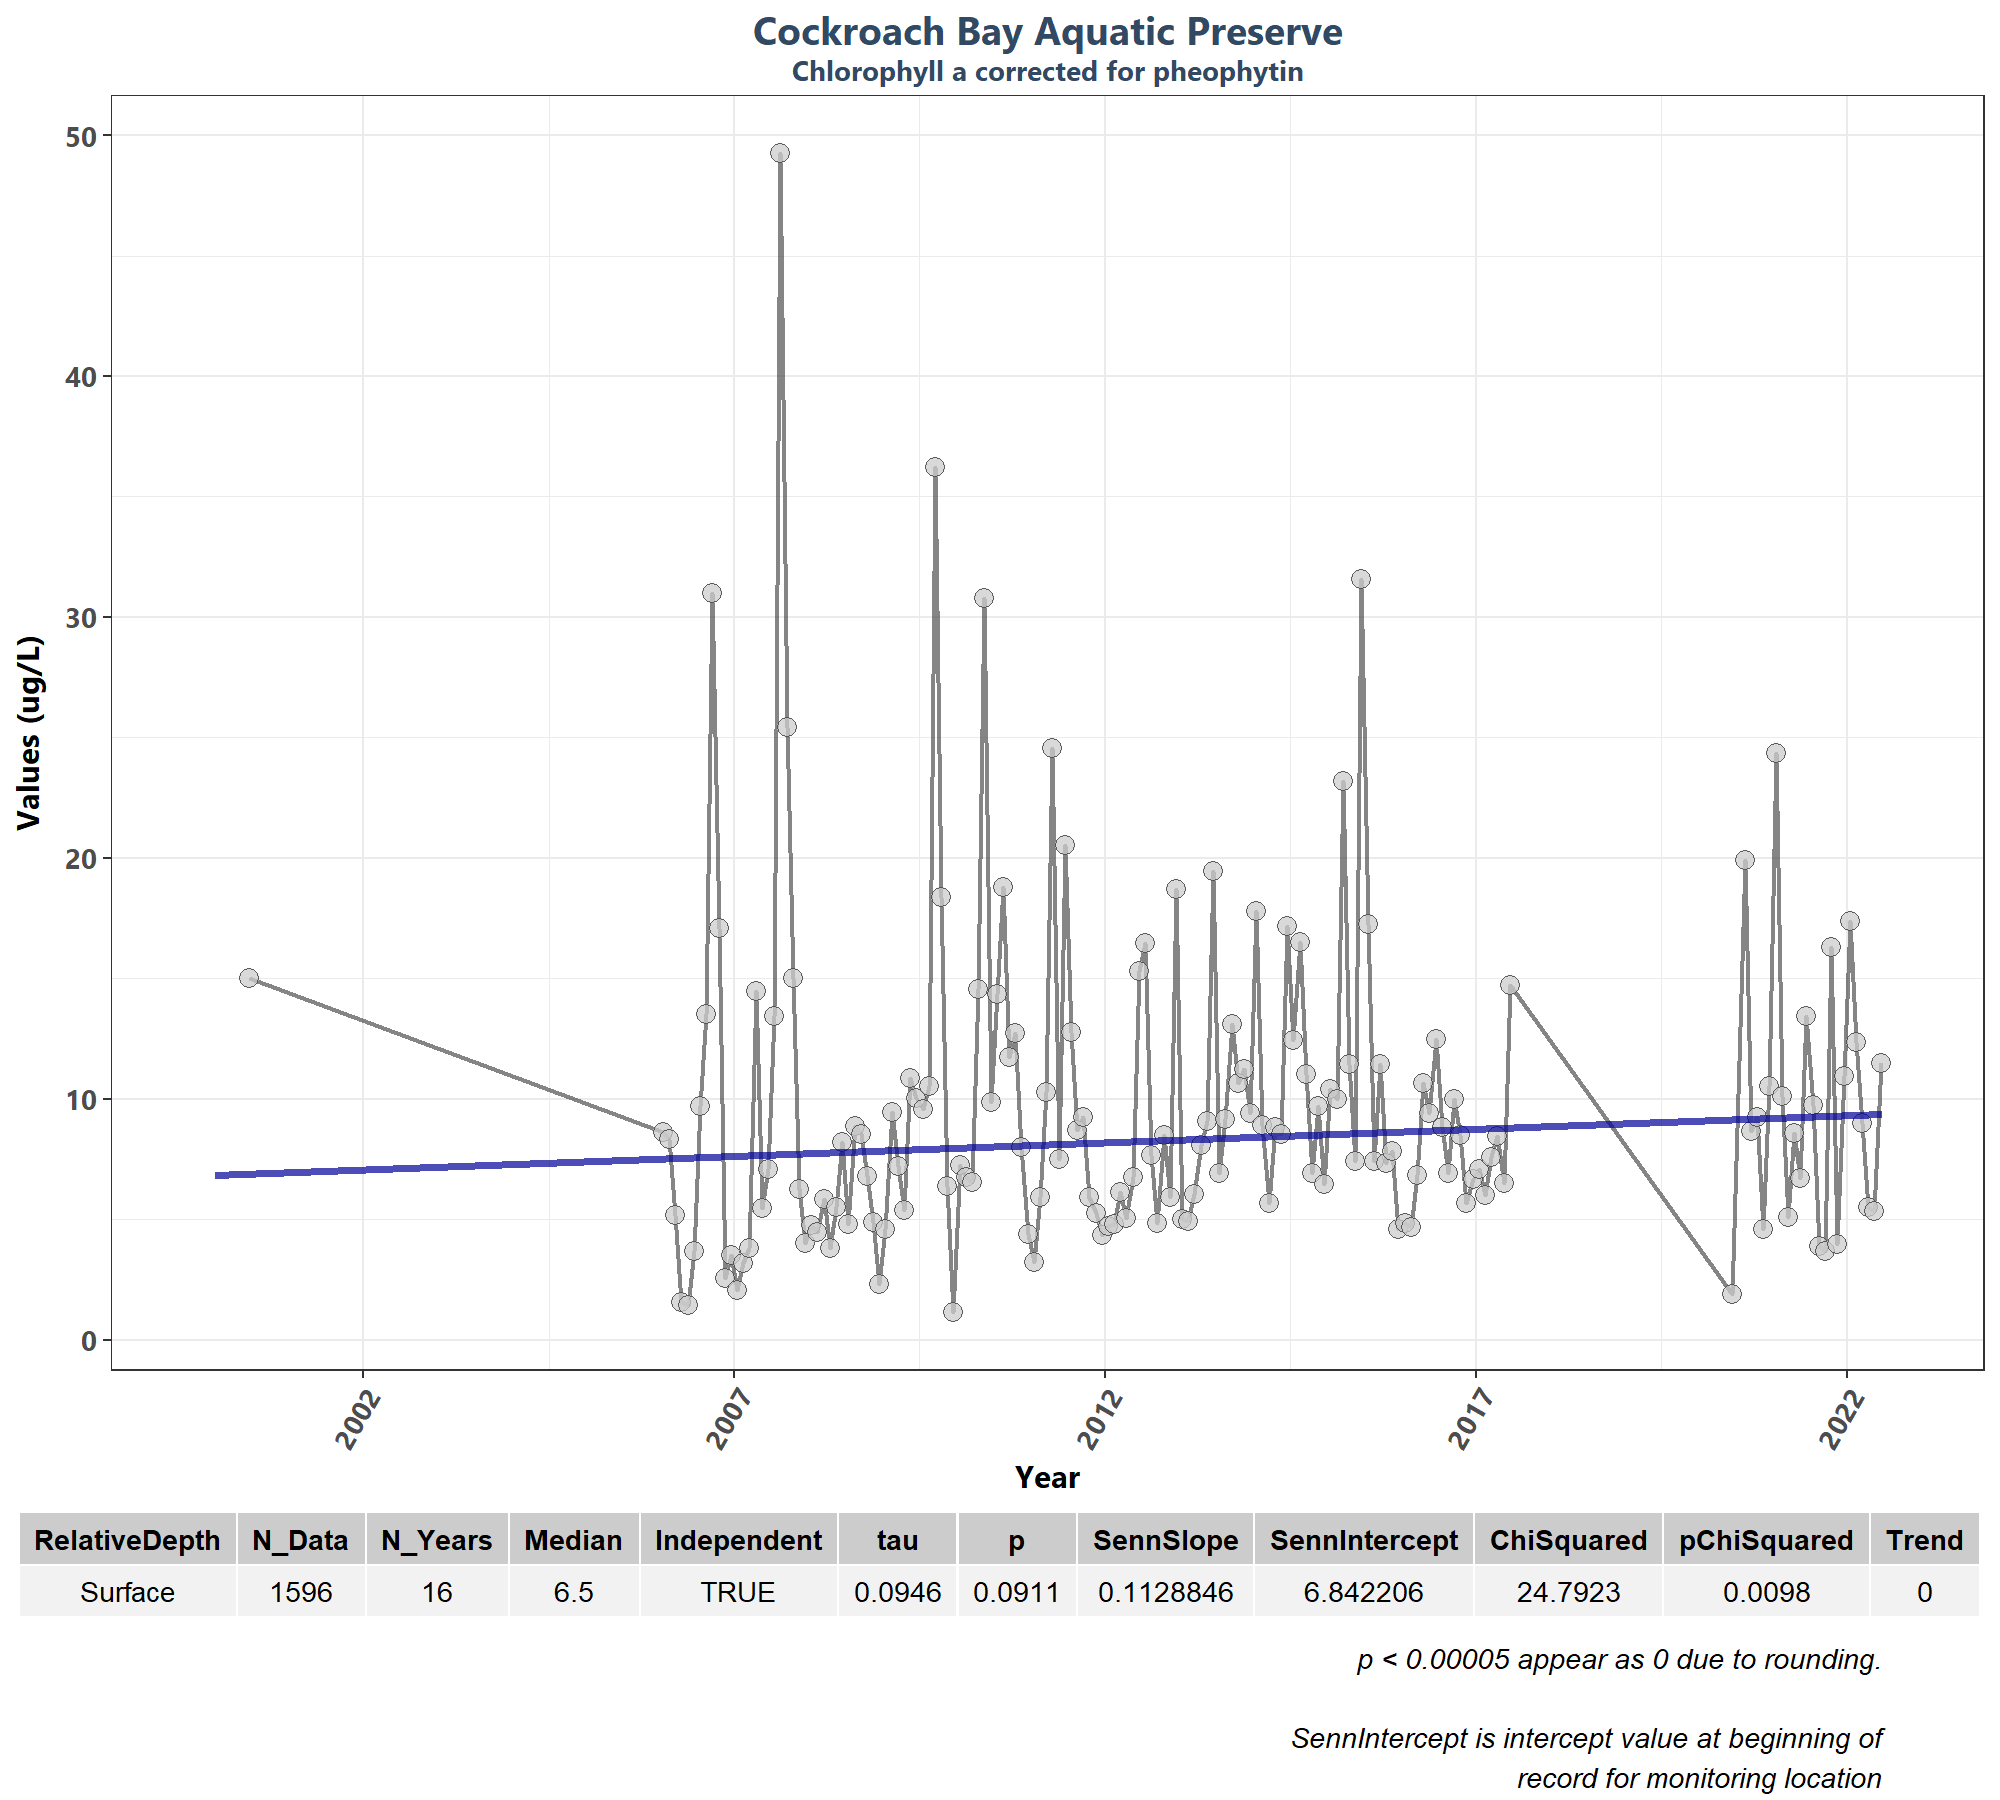 Cockroach Bay Aquatic Preserve
Chlorophyll a corrected for pheophytin
Values (ug/L)
50
40
30
20
10
0
2002 2007 2012 2017 2022
Year
RelativeDepth N_Data N_Years Median Independent tau p SennSlope SennIntercept ChiSquared pChiSquared Trend
Surface 1596 16 6.5 TRUE 0.0946 0.0911 0.1128846 6.842206 24.7923 0.0098 0
p < 0.00005 appear as 0 due to rounding.
SennIntercept is intercept value at beginning of
record for monitoring location